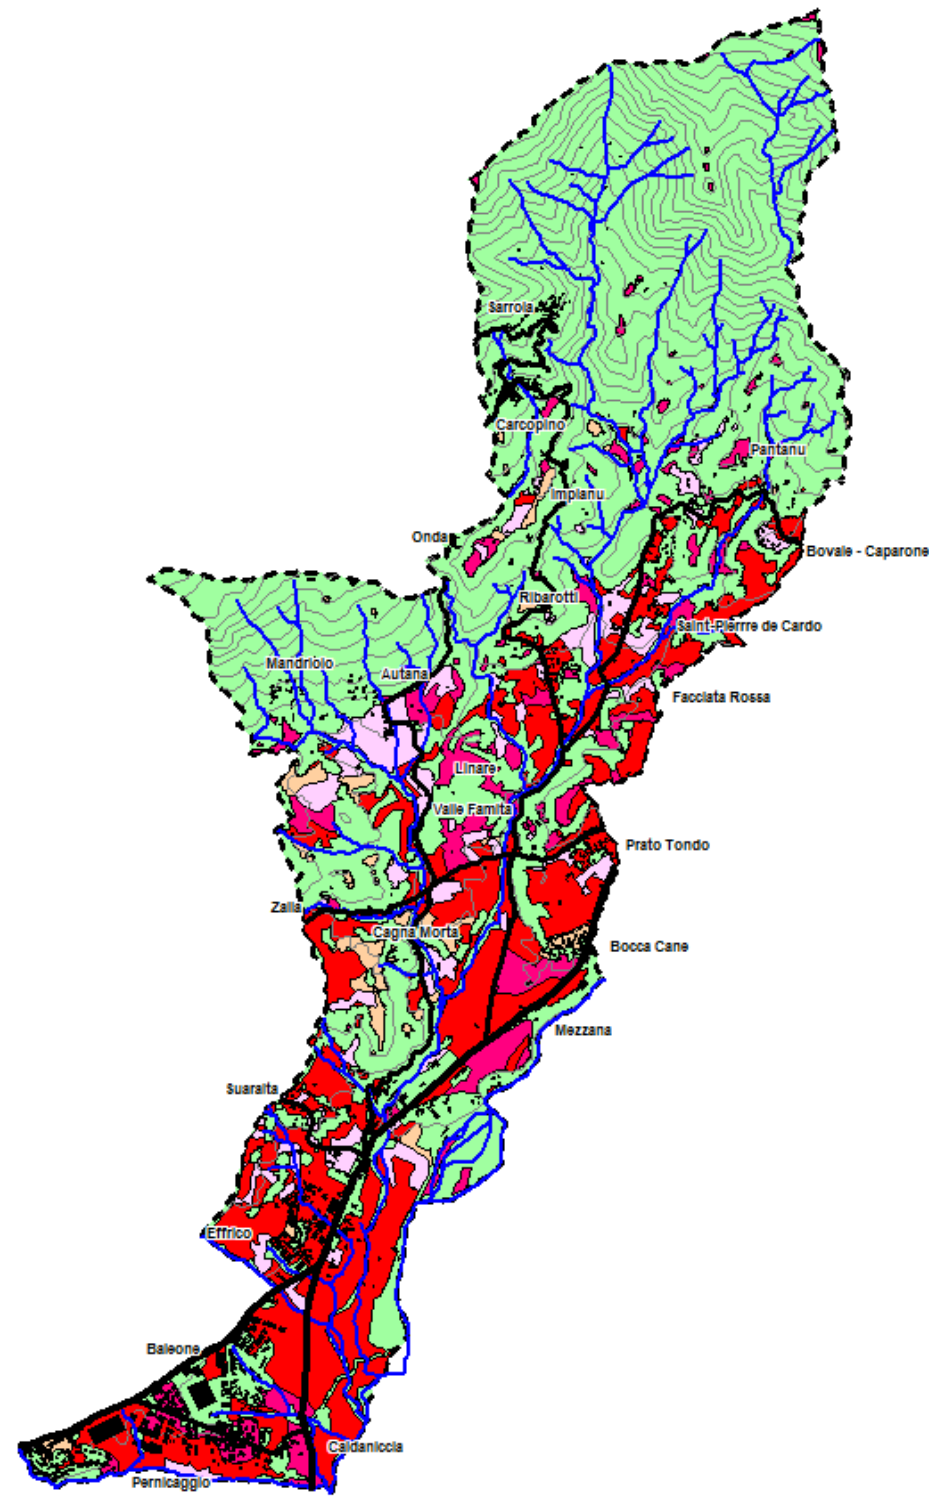 Sarrola
Carcopino
Pantanu
Impianu
Onda
Bovale - Caparone
Ribarotti
Saint-Pierrre de Cardo
Mandriolo
Autana
Facciata Rossa
Linare
Valle Famita
Prato Tondo
Zalla
Cagna Morta
Bocca Cane
Mezzana
Suaralta
Effrico
Baleone
Caldaniccia
Pernicaggio